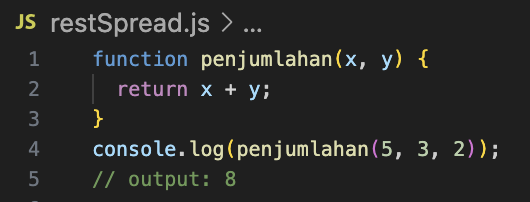 JS restSpread.js > ...
1 function penjumlahan(x, y) {
2 return x + y;
3 }
4 console.log(penjumlahan(5, 3, 2));
5 // output: 8